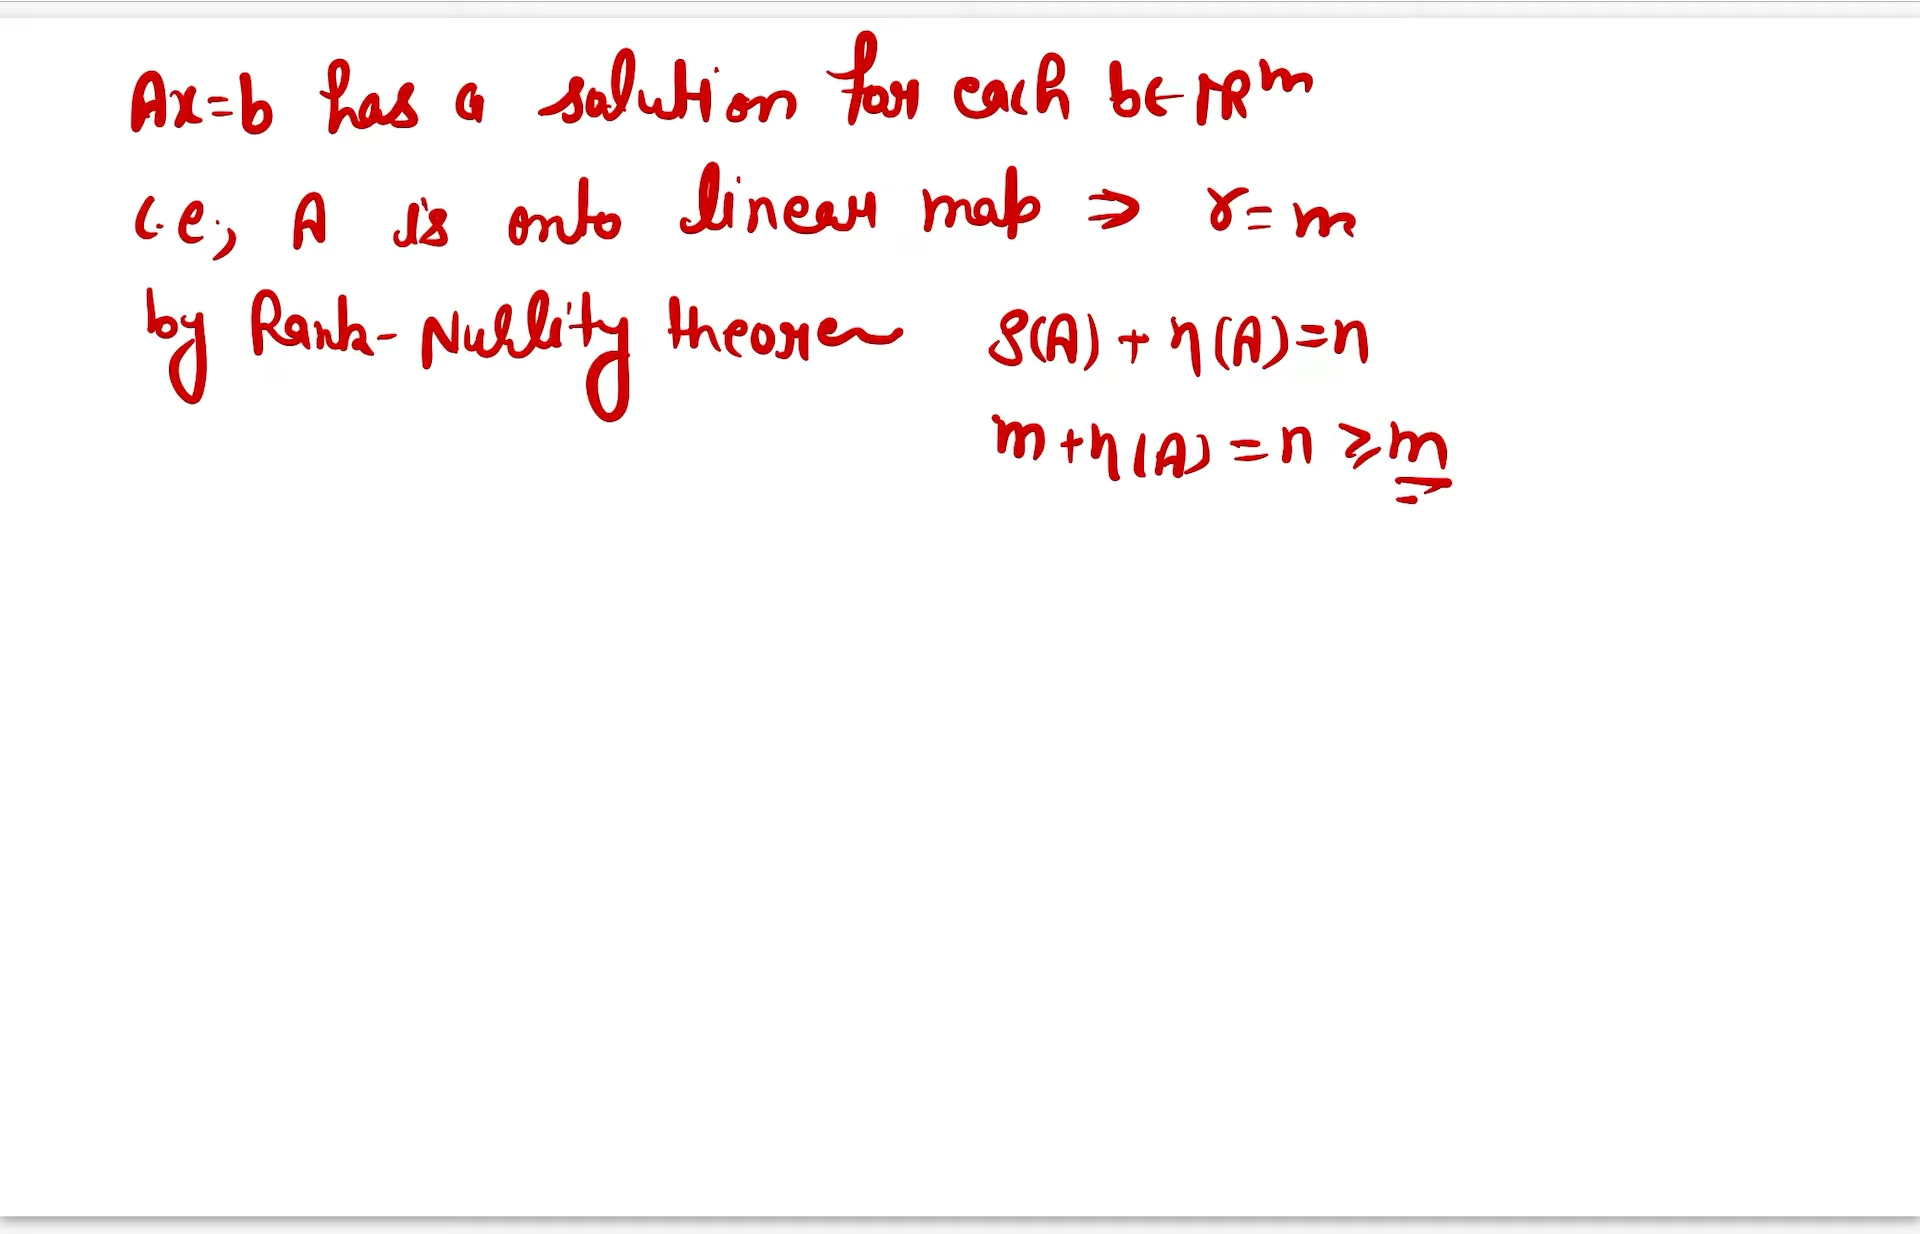 Ax=b has a solution for each b∈ℝᵐ
i.e; A is onto linear map ⇒ r=m
by Rank-Nullity theorem ρ(A) + η(A)=n
m+η(A) = n ≥ m